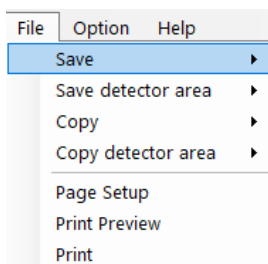 File Option Help
Save
Save detector area
Copy
Copy detector area
Page Setup
Print Preview
Print